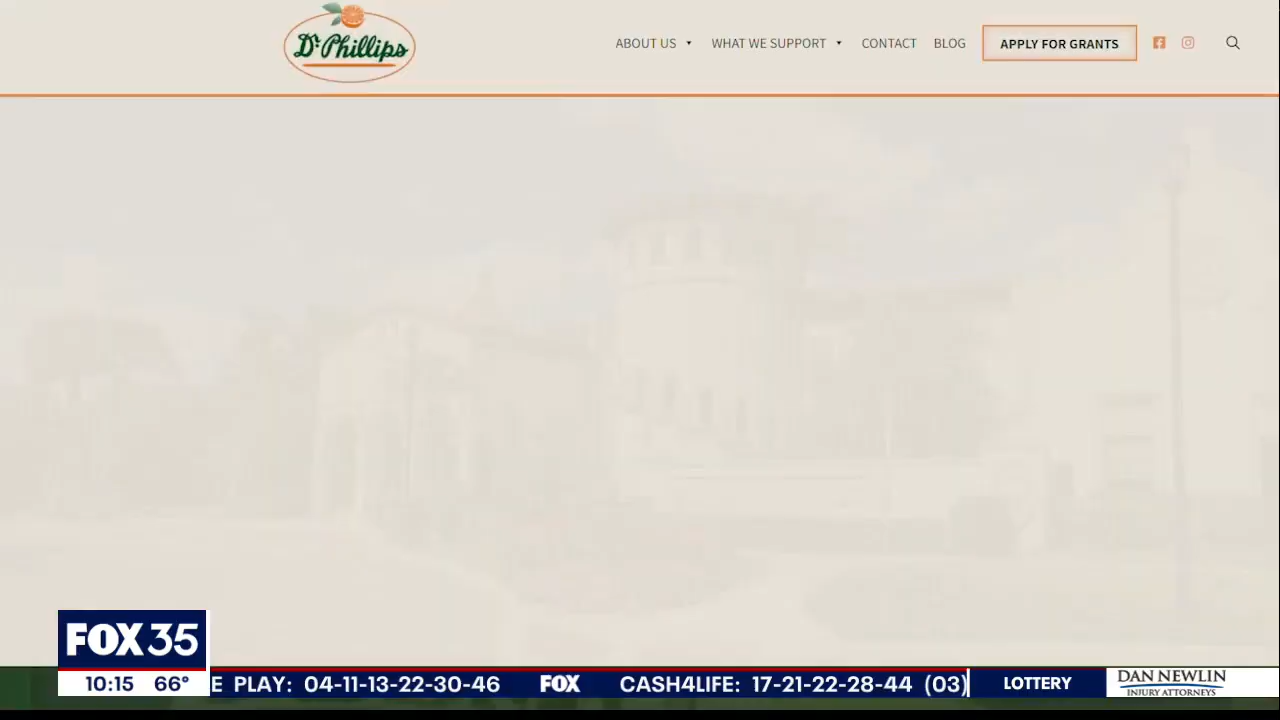 Dr. Phillips
ABOUT US
WHAT WE SUPPORT
CONTACT
BLOG
APPLY FOR GRANTS
FOX 35
10:15 66°
E PLAY: 04-11-13-22-30-46 FOX CASH4LIFE: 17-21-22-28-44 (03)
LOTTERY
DAN NEWLIN
INJURY ATTORNEYS